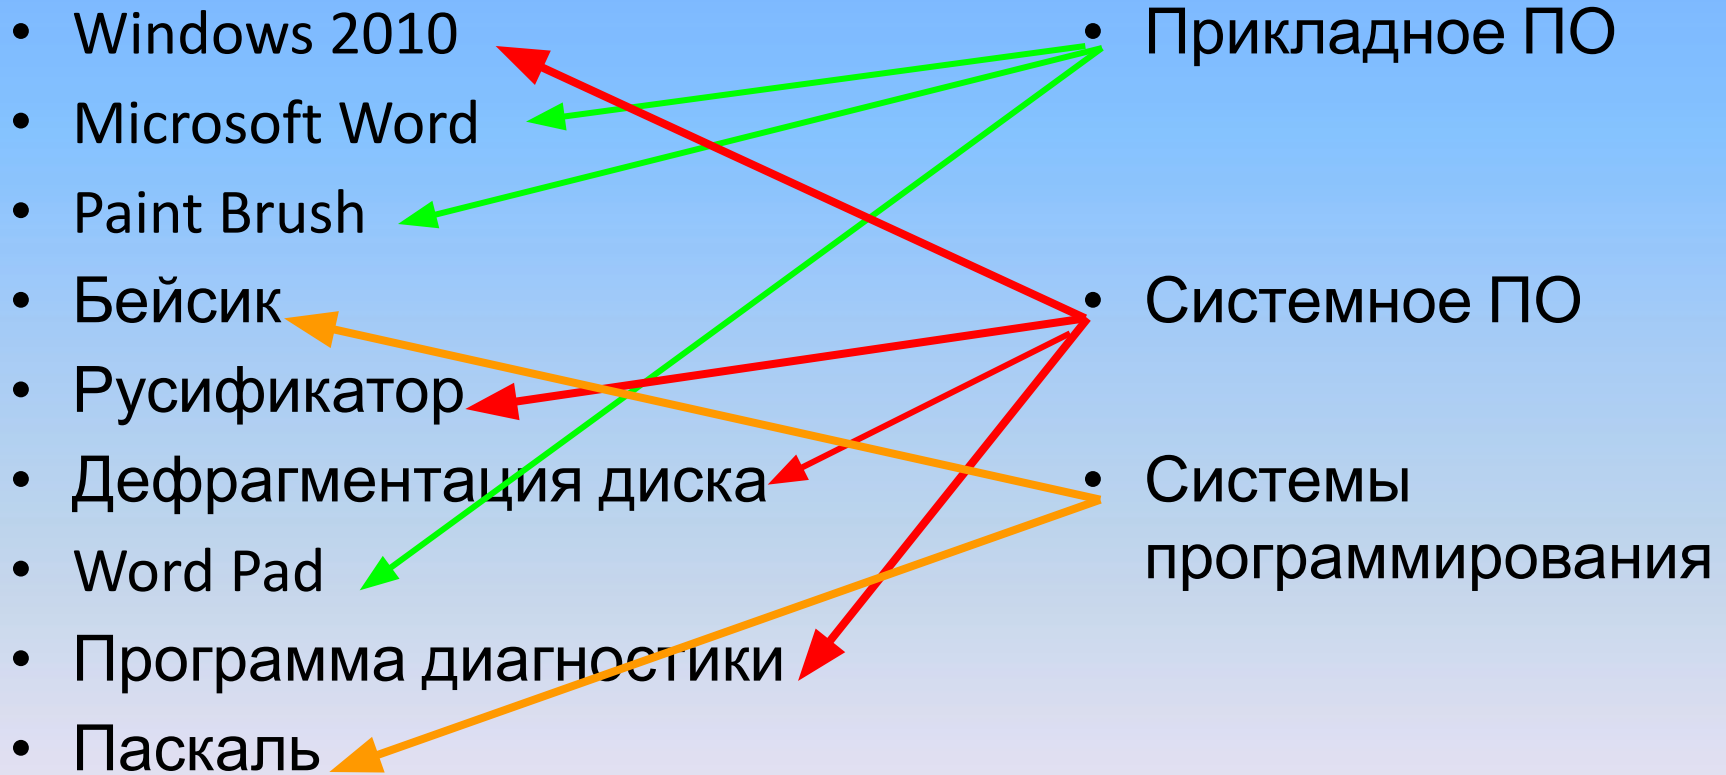 Windows 2010
Microsoft Word
Paint Brush
Бейсик
Русификатор
Дефрагментация диска
Word Pad
Программа диагностики
Паскаль
Прикладное ПО
Системное ПО
Системы
программирования